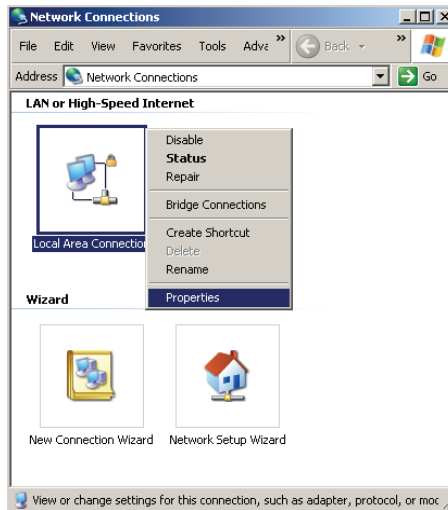 Network Connections
File Edit View Favorites Tools Adva » Back »
Address Network Connections Go
LAN or High-Speed Internet
Disable
Status
Repair
Bridge Connections
Create Shortcut
Delete
Rename
Properties
Local Area Connection
Wizard
New Connection Wizard Network Setup Wizard
View or change settings for this connection, such as adapter, protocol, or moc